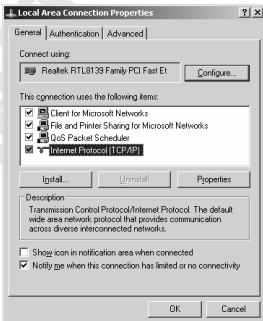 Local Area Connection Properties
General Authentication Advanced
Connect using:
Realtek RTL8139 Family PCI Fast Et
Configure...
This connection uses the following items:
Client for Microsoft Networks
File and Printer Sharing for Microsoft Networks
QoS Packet Scheduler
Internet Protocol (TCP/IP)
Install... Uninstall Properties
Description
Transmission Control Protocol/Internet Protocol. The default
wide area network protocol that provides communication
across diverse interconnected networks.
Show icon in notification area when connected
Notify me when this connection has limited or no connectivity
OK Cancel